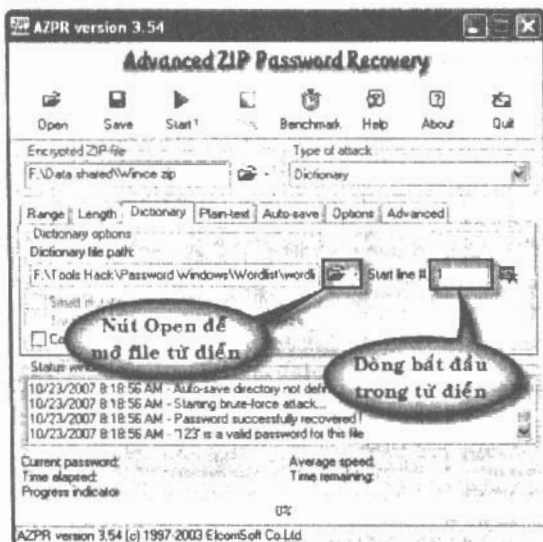 AZPR version 3.54
Advanced ZIP Password Recovery
Open Save Start! Benchmark Help About Quit
Encrypted ZIP-file
Type of attack
F:\Data shared\Winice zip
Dictionary
Range Length Dictionary Plain-text Auto-save Options Advanced
Dictionary options
Dictionary file path:
F:\Tools Hack\Password Windows\Wordlist\wordli
Start line # 1
Nút Open để
mở file từ điển
Dòng bắt đầu
trong từ điển
Status window
10/23/2007 8:18:56 AM - Auto-save directory not defin
10/23/2007 8:18:56 AM - Starting brute-force attack...
10/23/2007 8:18:56 AM - Password successfully recovered !
10/23/2007 8:18:56 AM - '123' is a valid password for this file
Current password:
Average speed:
Time elapsed:
Time remaining:
Progress indicator
0%
AZPR version 3.54 (c) 1997-2003 ElcomSoft Co.Ltd.